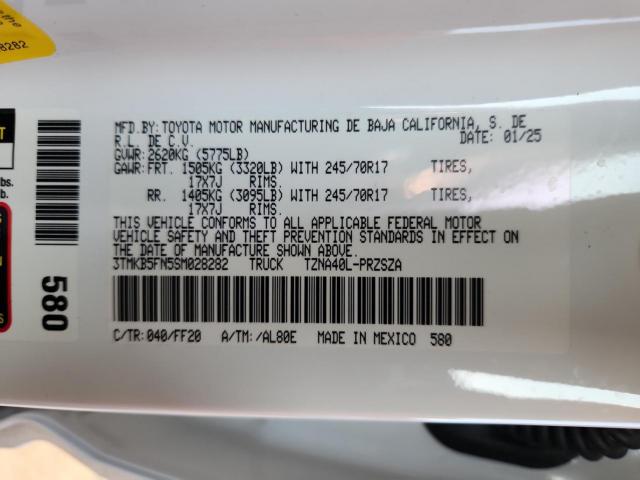 the
8282
T
lbs.
b.
S
580
MFD.BY:TOYOTA MOTOR MANUFACTURING DE BAJA CALIFORNIA, S. DE
R.L. DE C.V. DATE: 01/25
GVWR:2620KG (5775LB)
GAWR:FRT. 1505KG (3320LB) WITH 245/70R17 TIRES,
17X7J RIMS.
RR. 1405KG (3095LB) WITH 245/70R17 TIRES,
17X7J RIMS.
THIS VEHICLE CONFORMS TO ALL APPLICABLE FEDERAL MOTOR
VEHICLE SAFETY AND THEFT PREVENTION STANDARDS IN EFFECT ON
THE DATE OF MANUFACTURE SHOWN ABOVE.
3TMKB5FN5SM028282 TRUCK TZNA40L-PRZSZA
C/TR:040/FF20 A/TM:/AL80E MADE IN MEXICO 580